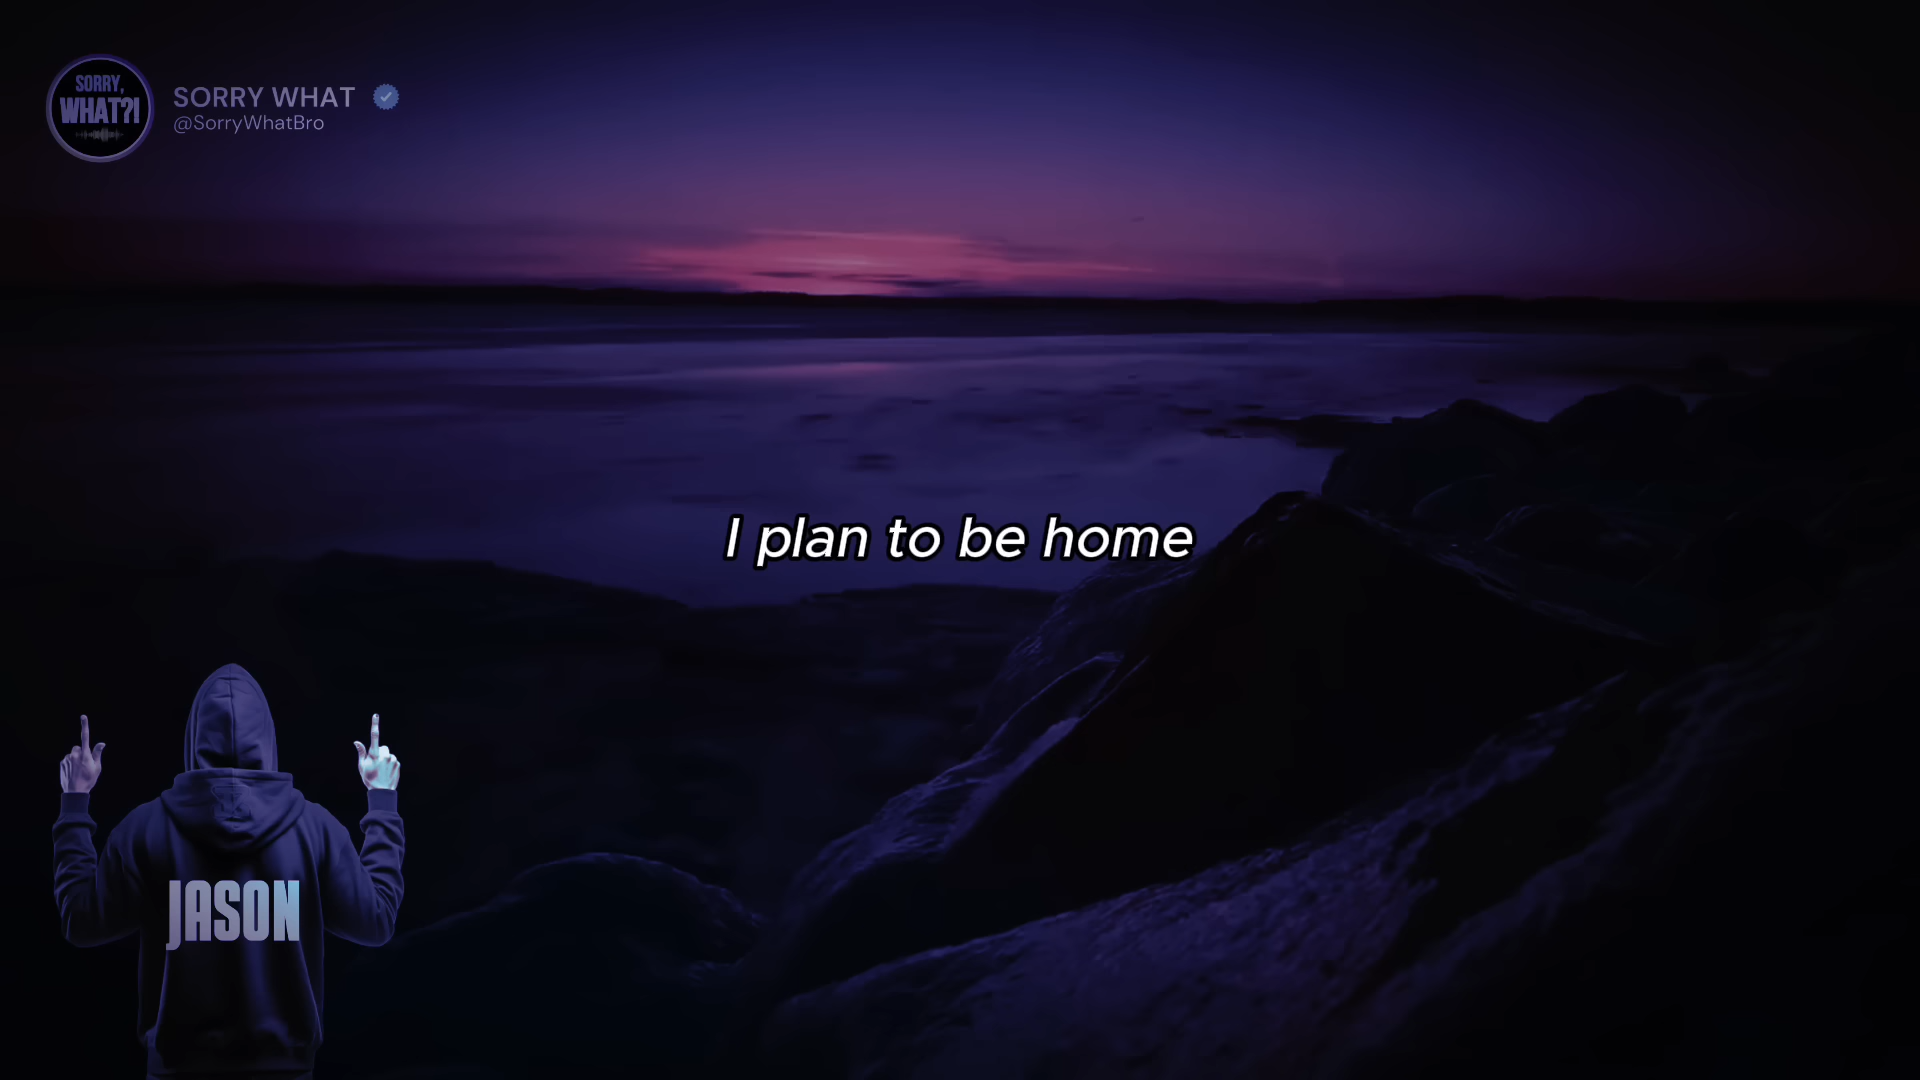 SORRY,
WHAT?!
SORRY WHAT
@SorryWhatBro
I plan to be home
JASON